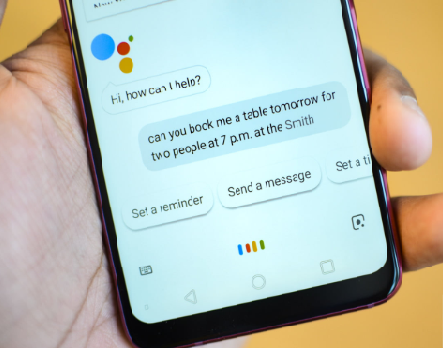 Hi, how can I help?
can you book me a table tomorrow for
two people at 7 p.m. at the Smith
Set a reminder
Send a message
Set a ti